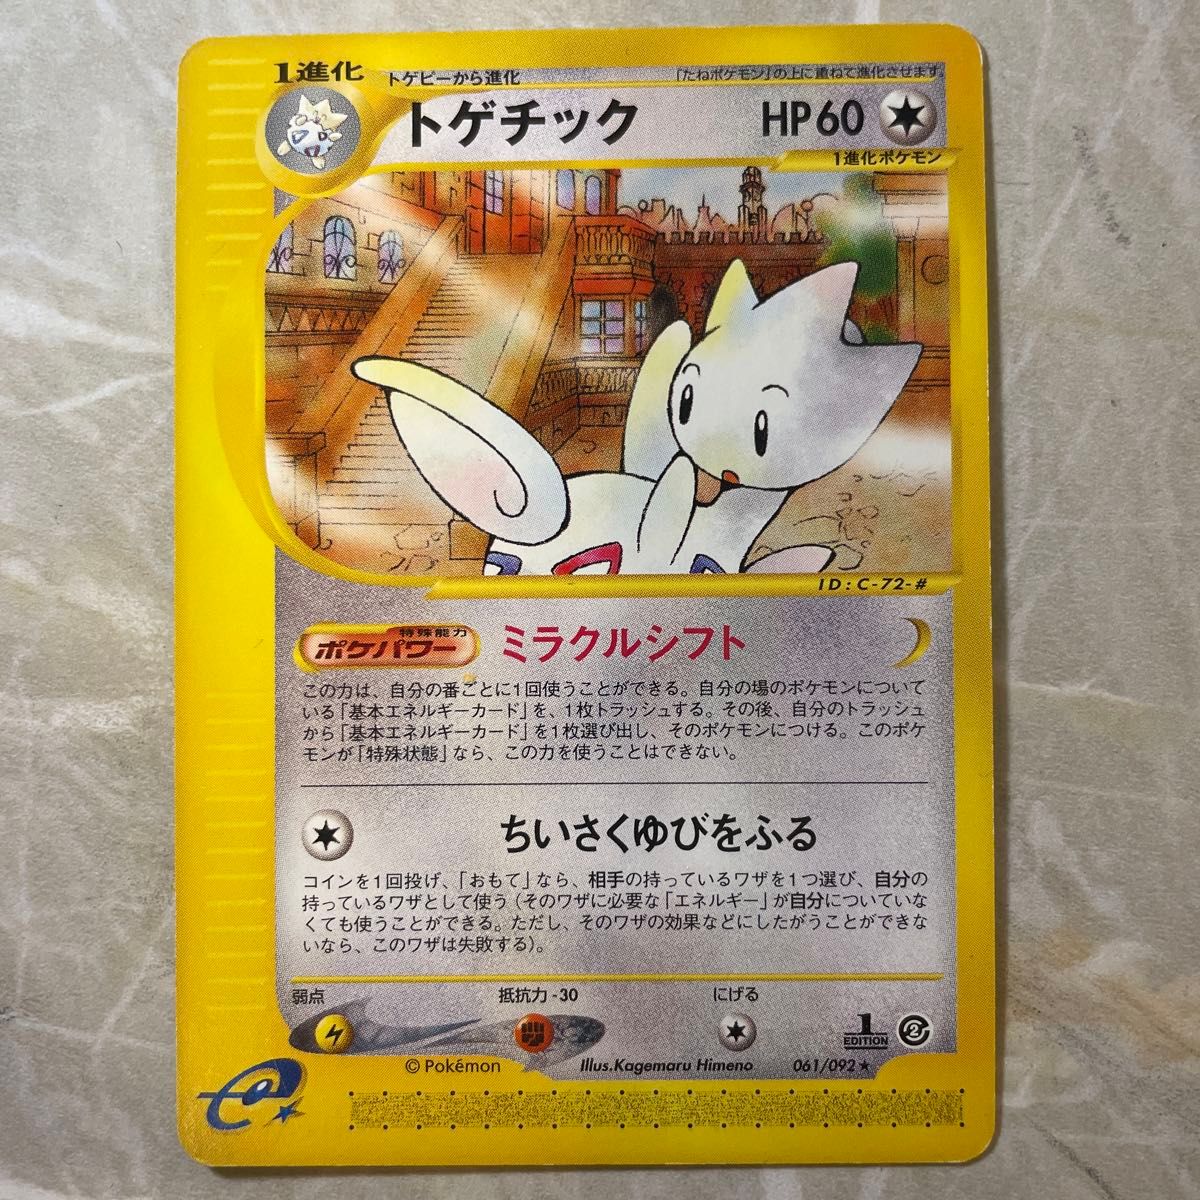 1進化
トゲピーから進化
「たねポケモン」の上に重ねて進化させます。
トゲチック
HP60
1進化ポケモン
ID:C-72-#
特殊能力
ポケパワー
ミラクルシフト
この力は、自分の番ごとに1回使うことができる。自分の場のポケモンについて
いる「基本エネルギーカード」を、1枚トラッシュする。その後、自分のトラッシュ
から「基本エネルギーカード」を1枚選び出し、そのポケモンにつける。このポケ
モンが「特殊状態」なら、この力を使うことはできない。
ちいさくゆびをふる
コインを1回投げ、「おもて」なら、相手の持っているワザを1つ選び、自分の
持っているワザとして使う(そのワザに必要な「エネルギー」が自分についていな
くても使うことができる。ただし、そのワザの効果などにしたがうことができ
ないなら、このワザは失敗する)。
弱点
抵抗力 -30
にげる
1
EDITION
2
© Pokémon
Illus.Kagemaru Himeno
061/092★
e